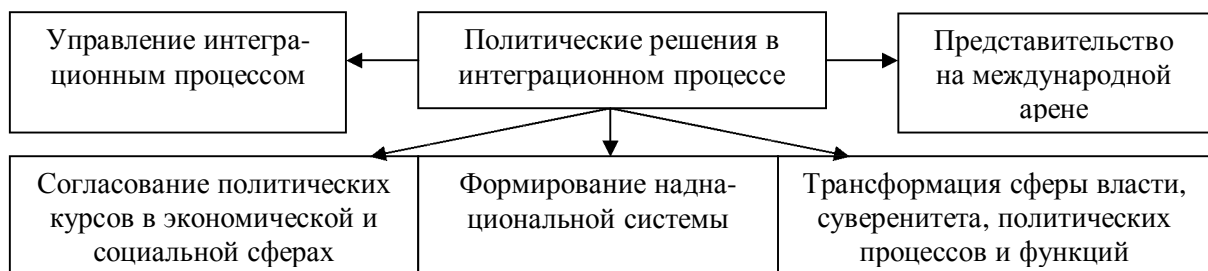 Управление интегра-
ционным процессом
Политические решения в
интеграционном процессе
Представительство
на международной
арене
Согласование политических
курсов в экономической и
социальной сферах
Формирование надна-
циональной системы
Трансформация сферы власти,
суверенитета, политических
процессов и функций